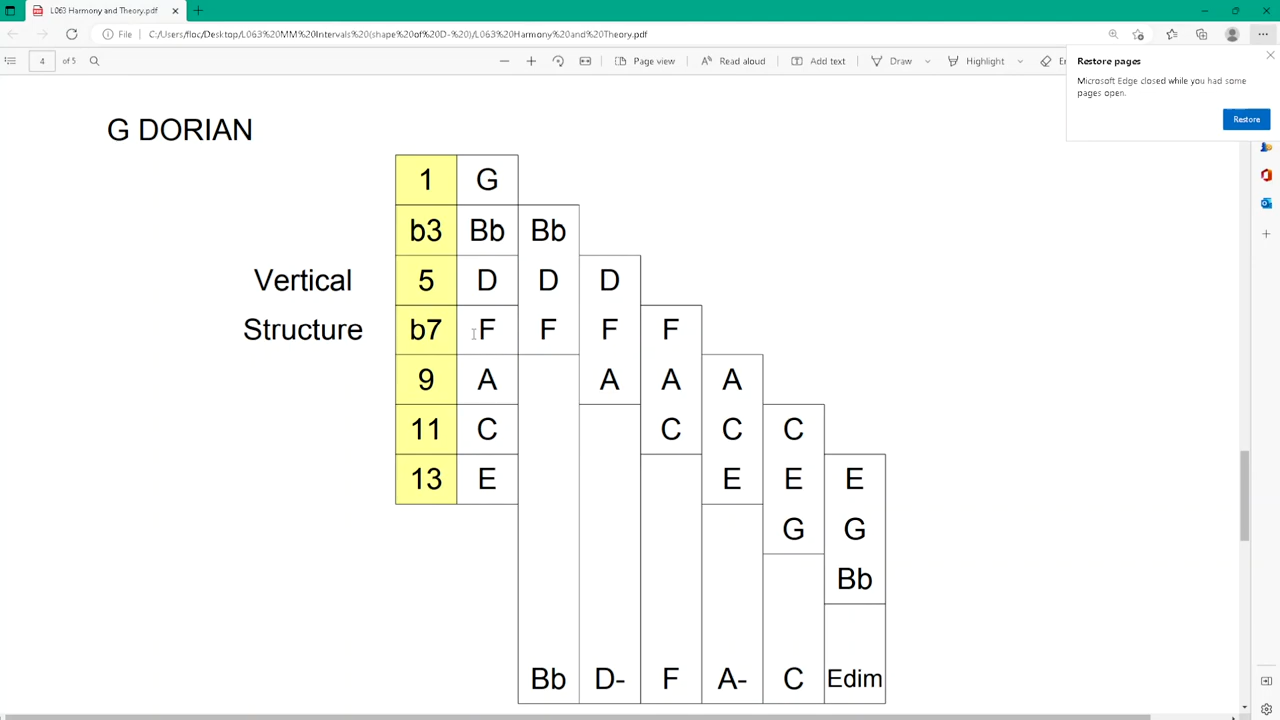 L063 Harmony and Theory.pdf
File C:/Users/floc/Desktop/L063%20MM%20Intervals%20(shape%20of%20D-%20)/L063%20Harmony%20and%20Theory.pdf
4 of 5 Page view Read aloud Add text Draw Highlight
Restore pages
Microsoft Edge closed while you had some
pages open.
Restore
G DORIAN
1 G
b3 Bb Bb
Vertical 5 D D D
Structure b7 F F F F
9 A A A A
11 C C C C
13 E E E E
G G
Bb
Bb D- F A- C Edim